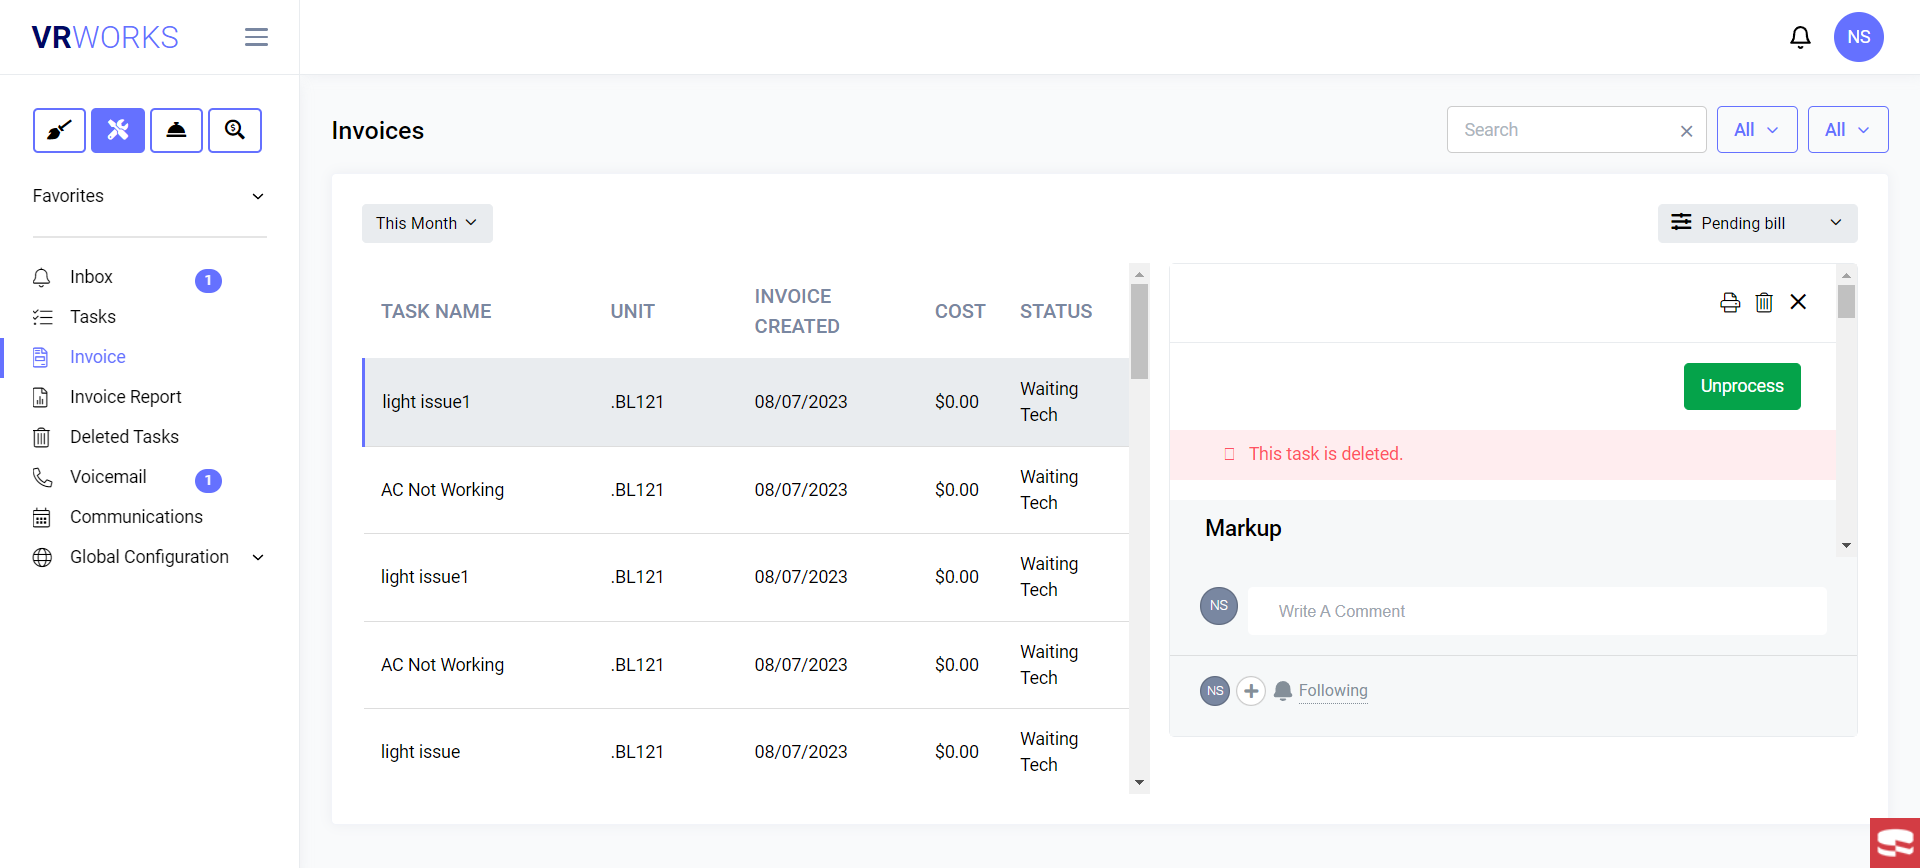 VRWORKS
NS
Favorites
Inbox 1
Tasks
Invoice
Invoice Report
Deleted Tasks
Voicemail 1
Communications
Global Configuration
Invoices
Search
All
All
This Month
Pending bill
TASK NAME UNIT INVOICE CREATED COST STATUS
light issue1 .BL121 08/07/2023 $0.00 Waiting Tech
AC Not Working .BL121 08/07/2023 $0.00 Waiting Tech
light issue1 .BL121 08/07/2023 $0.00 Waiting Tech
AC Not Working .BL121 08/07/2023 $0.00 Waiting Tech
light issue .BL121 08/07/2023 $0.00 Waiting Tech
Unprocess
This task is deleted.
Markup
NS Write A Comment
NS Following